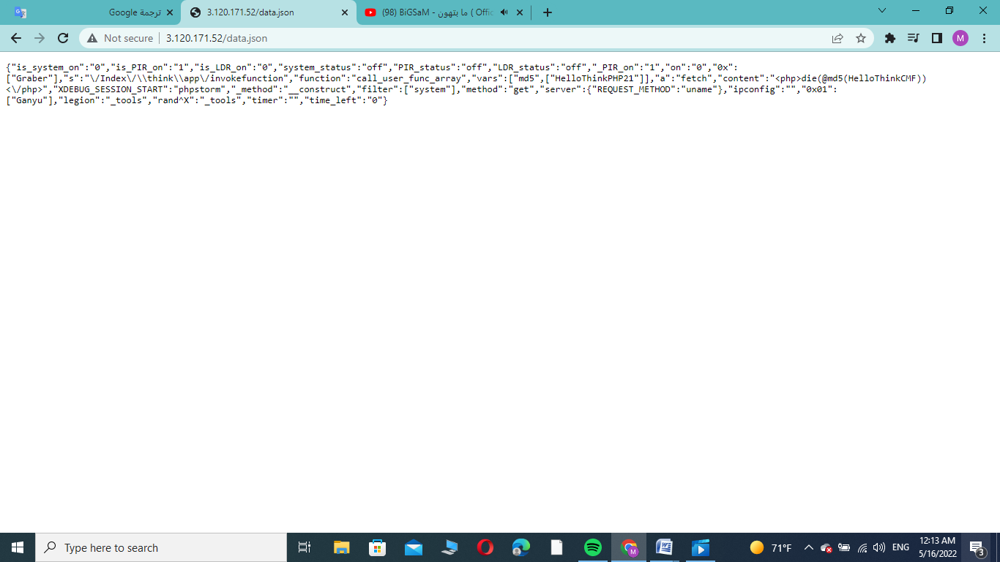 ترجمة Google
3.120.171.52/data.json
(98) BiGSaM - ما بتهون ( Offic
Not secure
3.120.171.52/data.json
M
{"is_system_on":"0","is_PIR_on":"1","is_LDR_on":"0","system_status":"off","PIR_status":"off","LDR_status":"off","_PIR_on":"1","on":"0","0x":
["Graber"],"s":"\/Index\/\\think\\app\/invokefunction","function":"call_user_func_array","vars":["md5",["HelloThinkPHP21"]],"a":"fetch","content":"<php>die(@md5(HelloThinkCMF))
<\/php>","XDEBUG_SESSION_START":"phpstorm","_method":"__construct","filter":["system"],"method":"get","server":{"REQUEST_METHOD":"uname"},"ipconfig":"","0x01":
["Ganyu"],"legion":"_tools","rand^X":"_tools","timer":"","time_left":"0"}
Type here to search
M
71°F
ENG
12:13 AM
5/16/2022
3